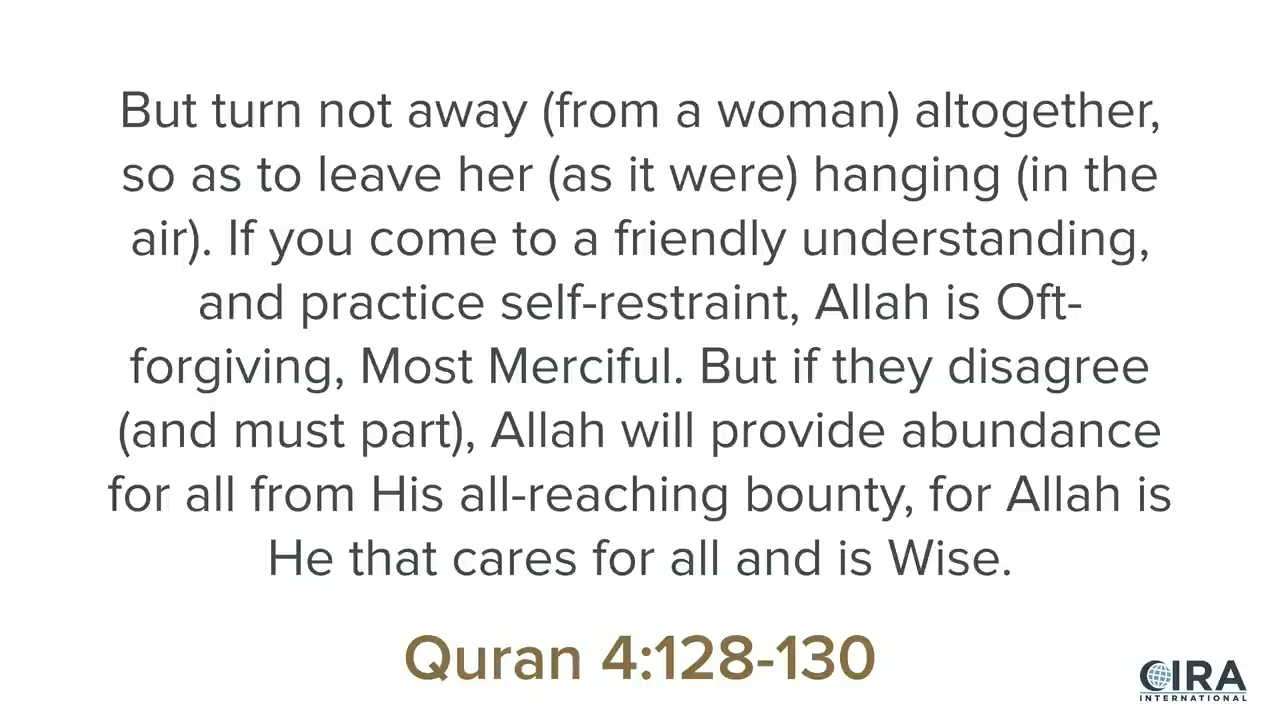 But turn not away (from a woman) altogether,
so as to leave her (as it were) hanging (in the
air). If you come to a friendly understanding,
and practice self-restraint, Allah is Oft-
forgiving, Most Merciful. But if they disagree
(and must part), Allah will provide abundance
for all from His all-reaching bounty, for Allah is
He that cares for all and is Wise.
Quran 4:128-130
CIRA
INTERNATIONAL